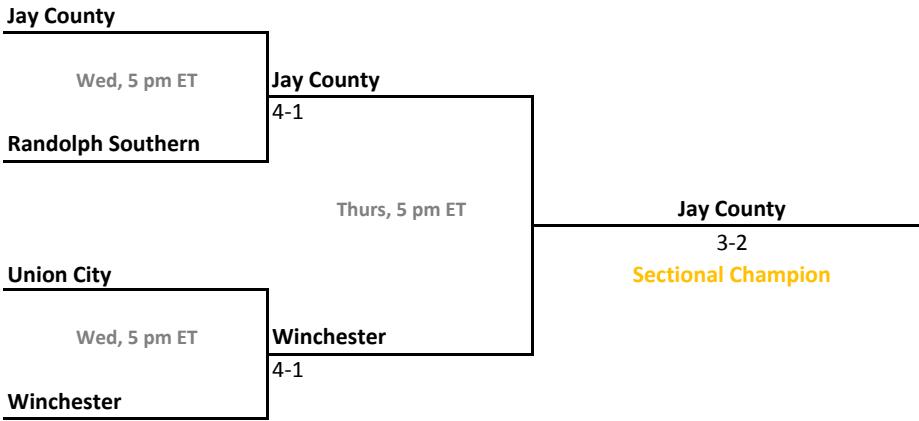 Jay County
Wed, 5 pm ET
Jay County
4-1
Randolph Southern
Thurs, 5 pm ET
Jay County
3-2
Sectional Champion
Union City
Wed, 5 pm ET
Winchester
4-1
Winchester